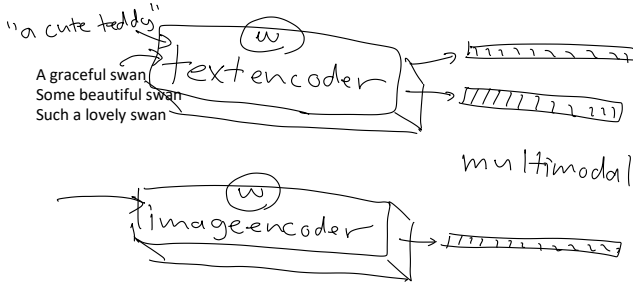 "a cute teddy"
w
textencoder
A graceful swan
Some beautiful swan
Such a lovely swan
multimodal
w
imageencoder